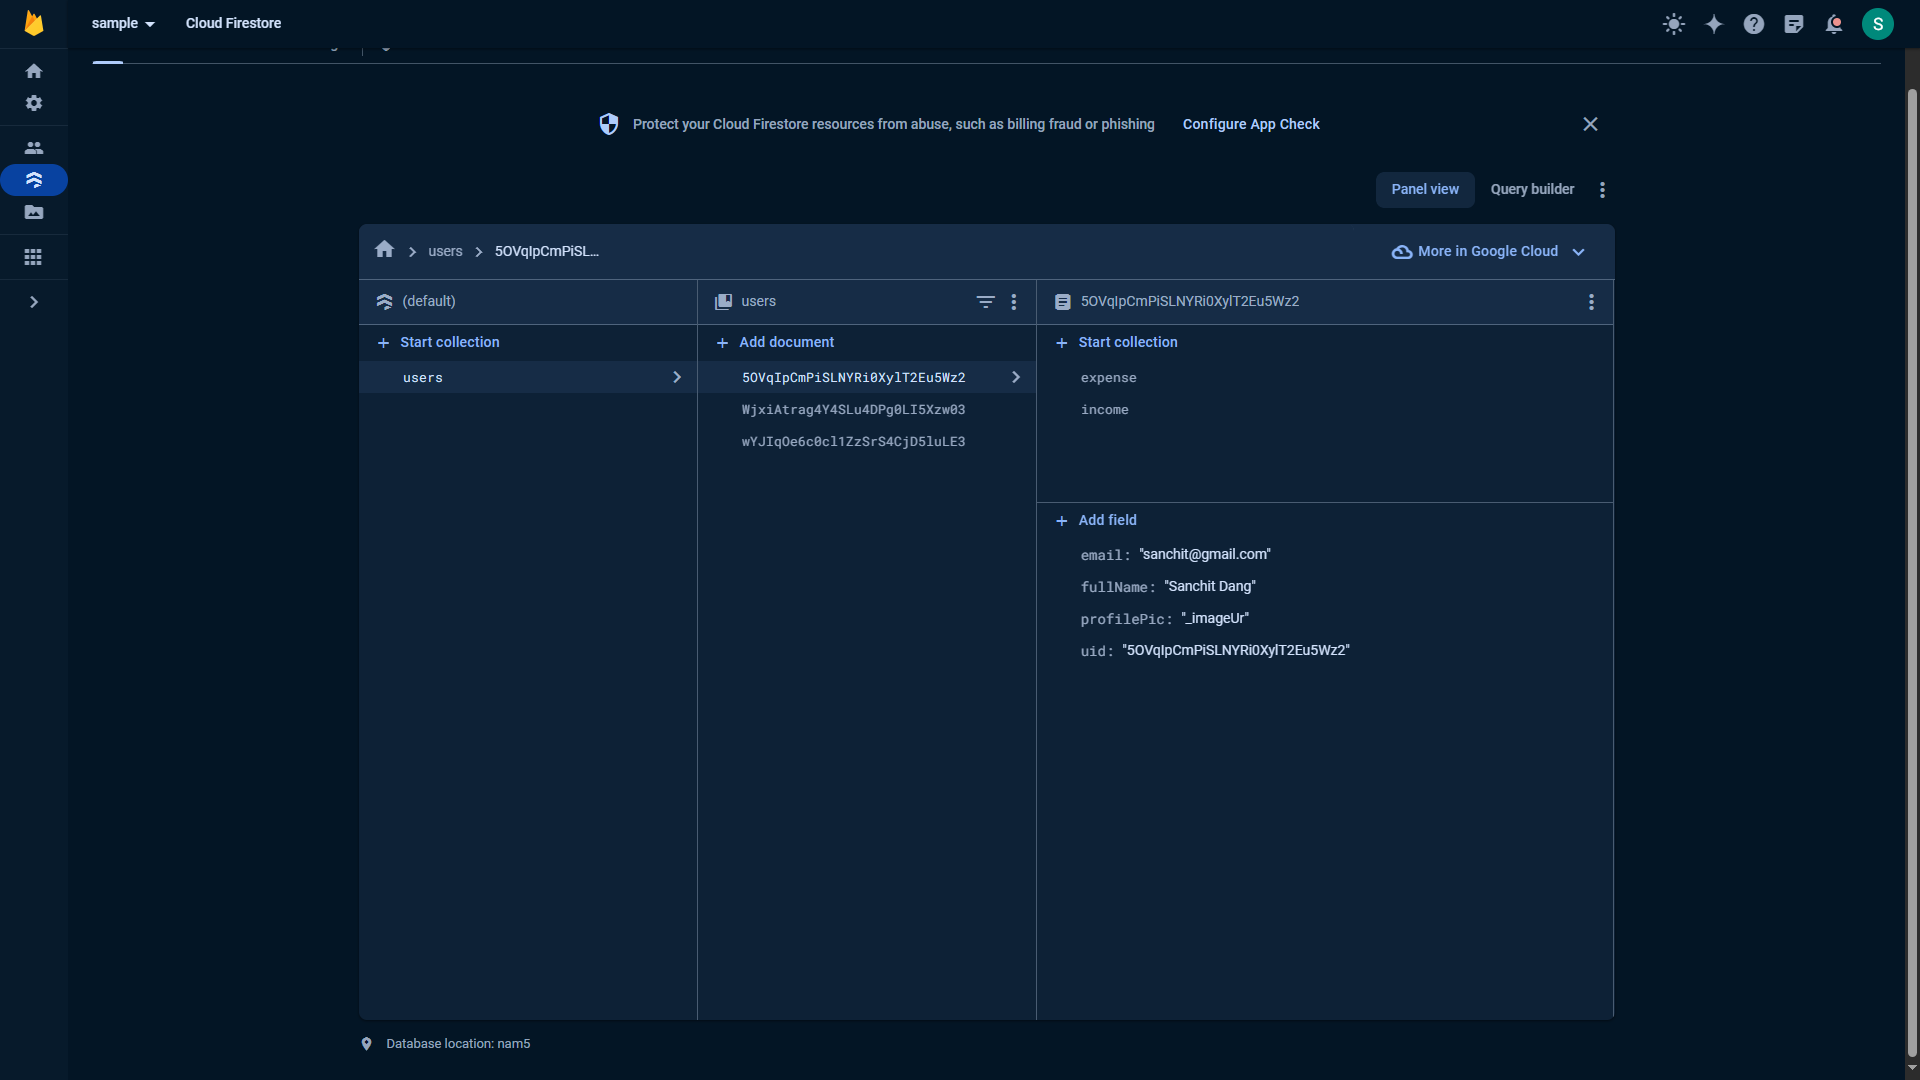 sample
Cloud Firestore
S
Protect your Cloud Firestore resources from abuse, such as billing fraud or phishing
Configure App Check
Panel view
Query builder
users
5OVqIpCmPiSL...
More in Google Cloud
(default)
users
5OVqIpCmPiSLNYRi0XylT2Eu5Wz2
Start collection
users
Add document
5OVqIpCmPiSLNYRi0XylT2Eu5Wz2
WjxiAtrag4Y4SLu4DPg0LI5Xzw03
wYJIqOe6c0cl1ZzSrS4CjD5luLE3
Start collection
expense
income
Add field
email: "sanchit@gmail.com"
fullName: "Sanchit Dang"
profilePic: "_imageUr"
uid: "5OVqIpCmPiSLNYRi0XylT2Eu5Wz2"
Database location: nam5